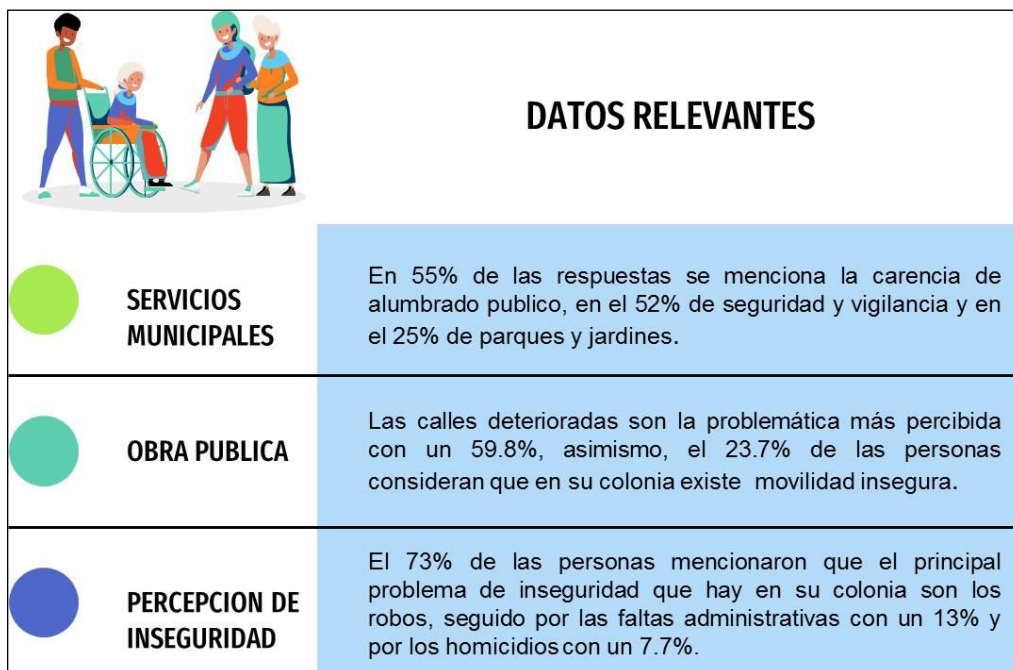 DATOS RELEVANTES
SERVICIOS
MUNICIPALES
En 55% de las respuestas se menciona la carencia de
alumbrado publico, en el 52% de seguridad y vigilancia y en
el 25% de parques y jardines.
OBRA PUBLICA
Las calles deterioradas son la problemática más percibida
con un 59.8%, asimismo, el 23.7% de las personas
consideran que en su colonia existe movilidad insegura.
PERCEPCION DE
INSEGURIDAD
El 73% de las personas mencionaron que el principal
problema de inseguridad que hay en su colonia son los
robos, seguido por las faltas administrativas con un 13% y
por los homicidios con un 7.7%.